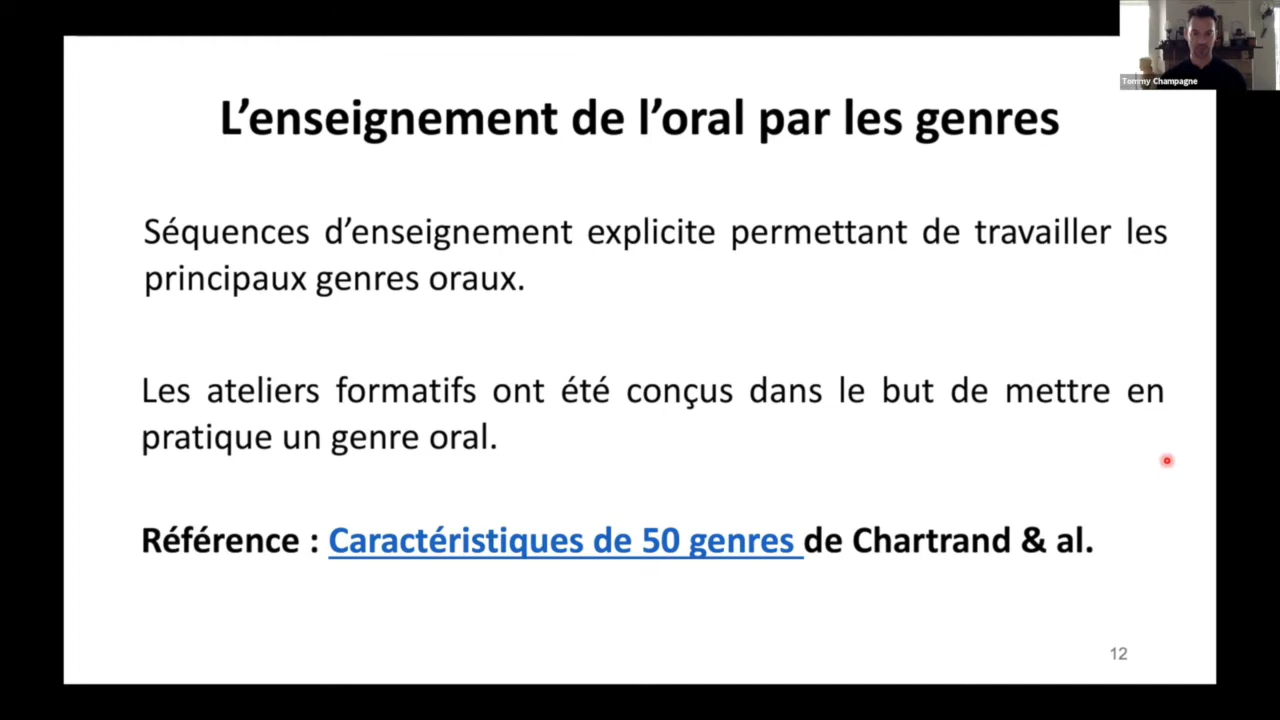 Tommy Champagne
L’enseignement de l’oral par les genres
Séquences d’enseignement explicite permettant de travailler les
principaux genres oraux.
Les ateliers formatifs ont été conçus dans le but de mettre en
pratique un genre oral.
Référence : Caractéristiques de 50 genres de Chartrand & al.
12